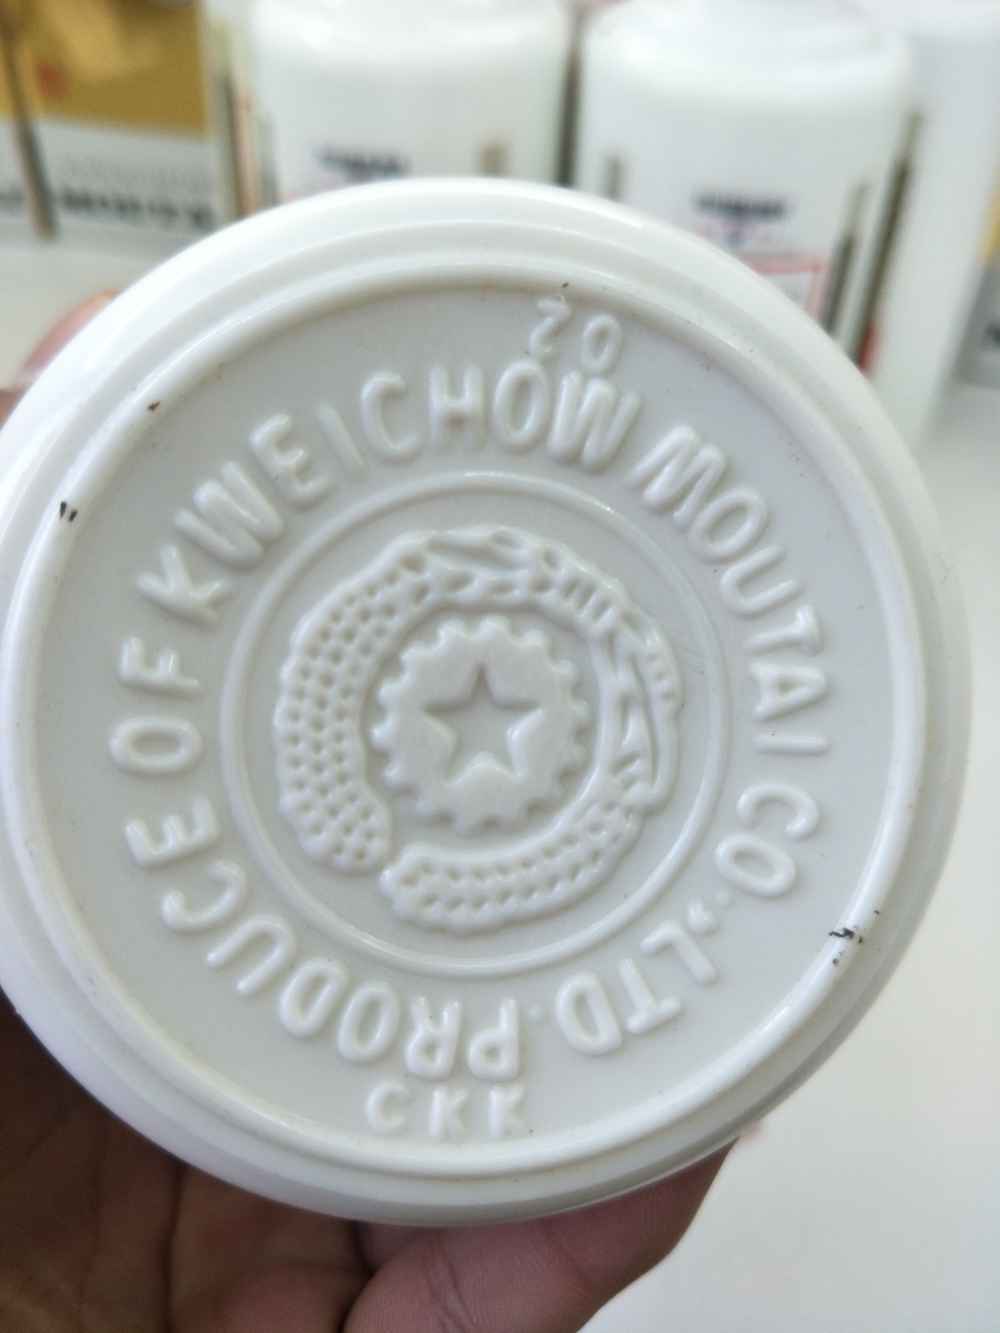 20
PRODUCE OF KWEICHOW MOUTAI CO.,LTD.
CKK